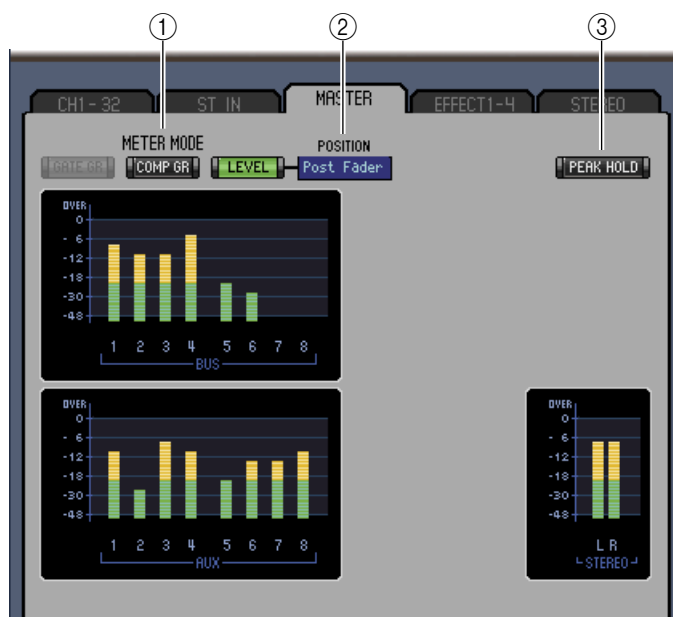 ① ② ③
CH1-32 ST IN MASTER EFFECT1-4 STEREO
METER MODE POSITION
GATE GR COMP GR LEVEL Post Fader PEAK HOLD
OVER
0
-6
-12
-18
-30
-48
1 2 3 4 5 6 7 8
BUS
OVER
0
-6
-12
-18
-30
-48
1 2 3 4 5 6 7 8
AUX
OVER
0
-6
-12
-18
-30
-48
L R
STEREO